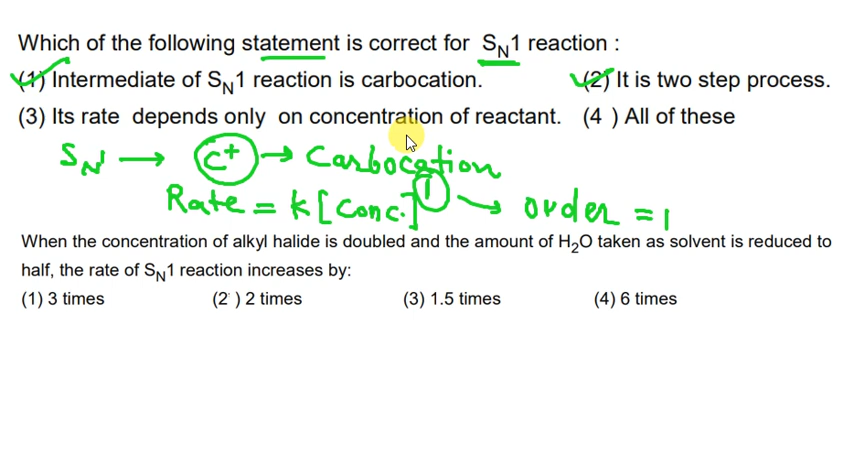 Which of the following statement is correct for SN1 reaction :
(1) Intermediate of SN1 reaction is carbocation. (2) It is two step process.
(3) Its rate depends only on concentration of reactant. (4 ) All of these
SN1 → C+ → Carbocation
Rate = k [conc.]1 → order = 1
When the concentration of alkyl halide is doubled and the amount of H2O taken as solvent is reduced to
half, the rate of SN1 reaction increases by:
(1) 3 times (2 ) 2 times (3) 1.5 times (4) 6 times